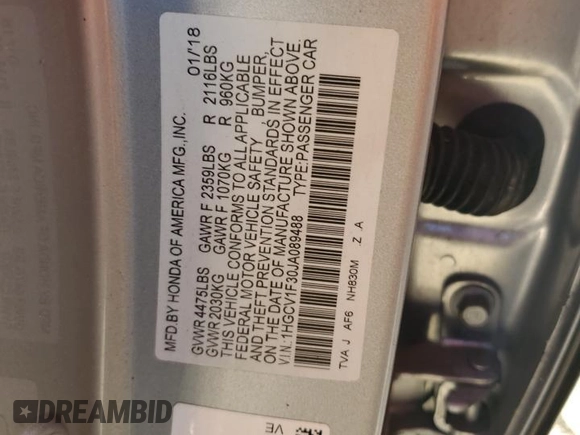 MFD.BY HONDA OF AMERICA MFG.,INC. 01/18
GVWR 4475LBS GAWR F 2359LBS R 2116LBS
GVWR 2030KG GAWR F 1070KG R 960KG
THIS VEHICLE CONFORMS TO ALL APPLICABLE
FEDERAL MOTOR VEHICLE SAFETY , BUMPER,
AND THEFT PREVENTION STANDARDS IN EFFECT
ON THE DATE OF MANUFACTURE SHOWN ABOVE.
V.I.N.:1HGCV1F30JA089488 TYPE:PASSENGER CAR
TVA J AF6 NH830M Z .A
VE
DREAMBID